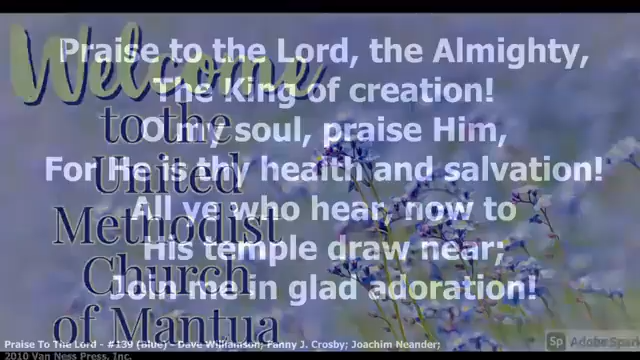 Welcome
to the
United
Methodist
Church
of Mantua
Praise to the Lord, the Almighty,
The King of creation!
O my soul, praise Him,
For He is thy health and salvation!
All ye who hear, now to
His temple draw near;
Join me in glad adoration!
Praise To The Lord - #139 (Blue) - Dave Williamson; Fanny J. Crosby; Joachim Neander;
2010 Van Ness Press, Inc.
Sp Adobe Spark